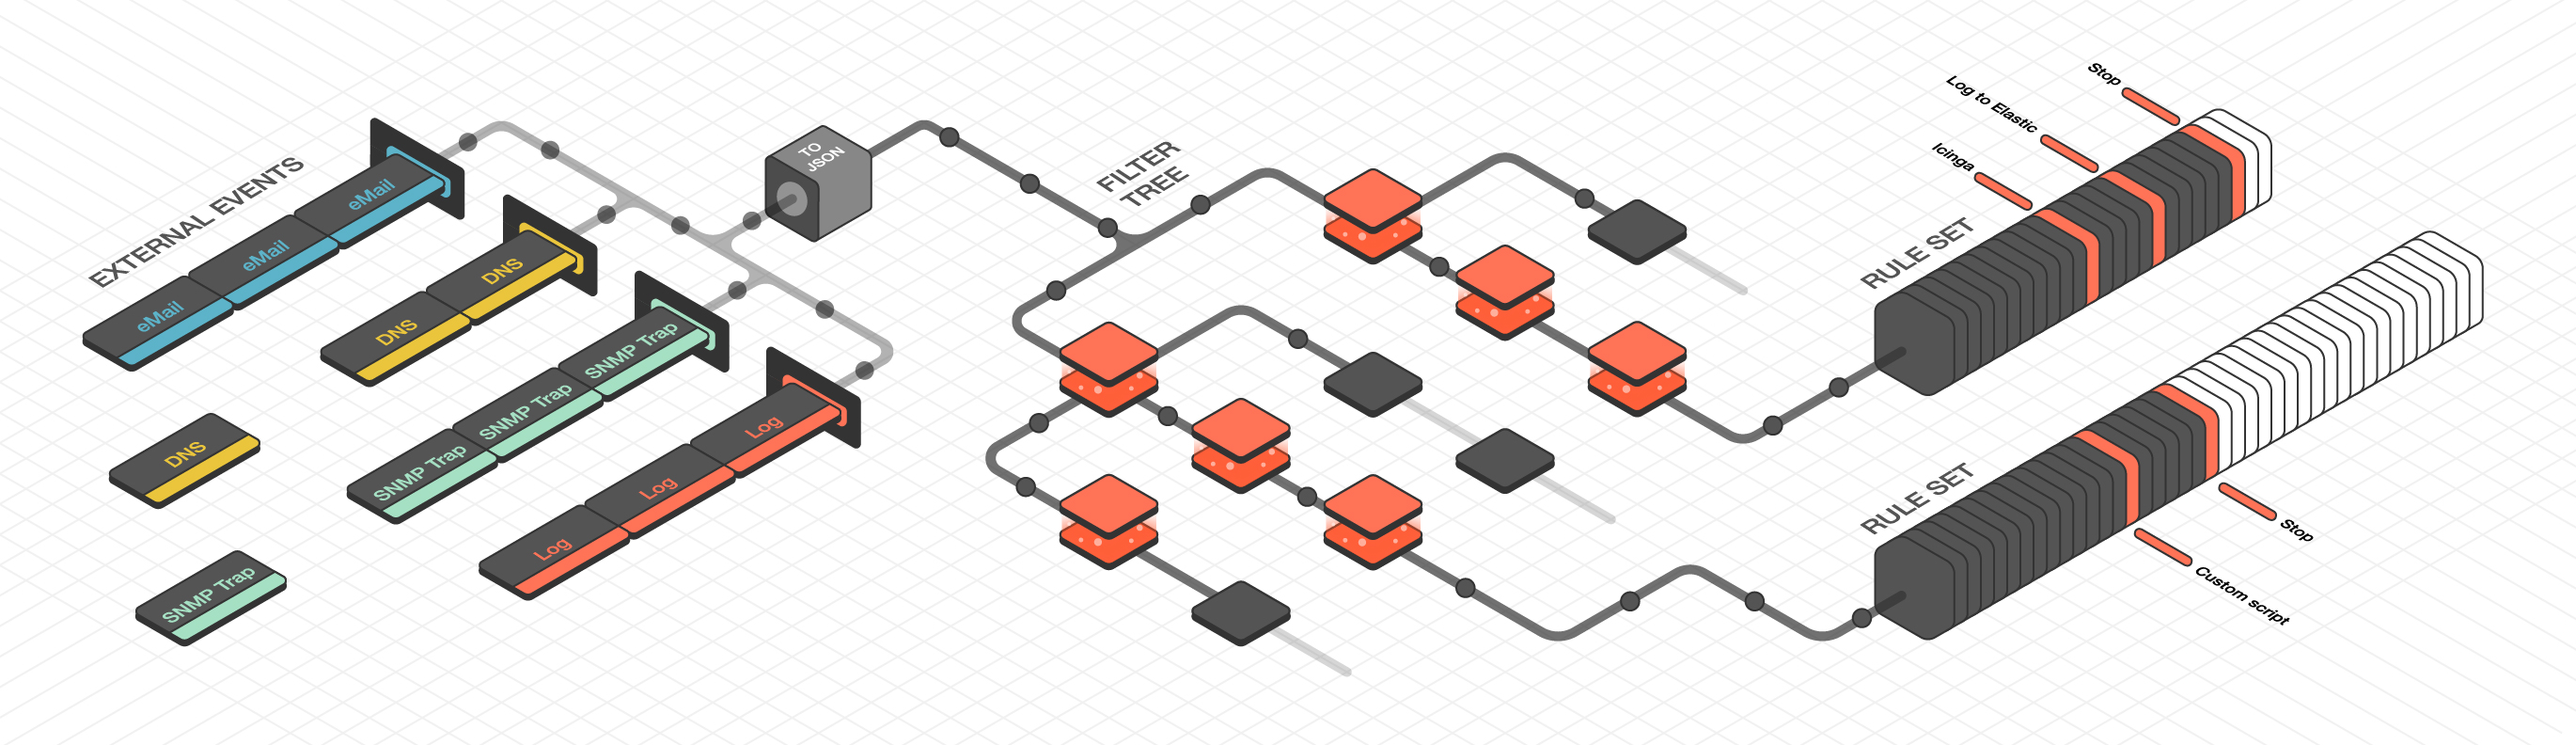 EXTERNAL EVENTS
eMail
eMail
eMail
DNS
DNS
SNMP Trap
SNMP Trap
SNMP Trap
Log
Log
Log
DNS
SNMP Trap
TO
JSON
FILTER
TREE
RULE SET
Icinga
Log to Elastic
Stop
RULE SET
Custom script
Stop